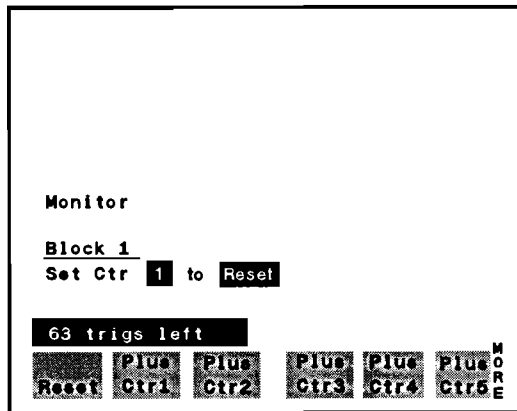 Monitor
Block 1
Set Ctr 1 to Reset
63 trigs left
Reset
Plus Ctr1
Plus Ctr2
Plus Ctr3
Plus Ctr4
Plus Ctr5
MORE